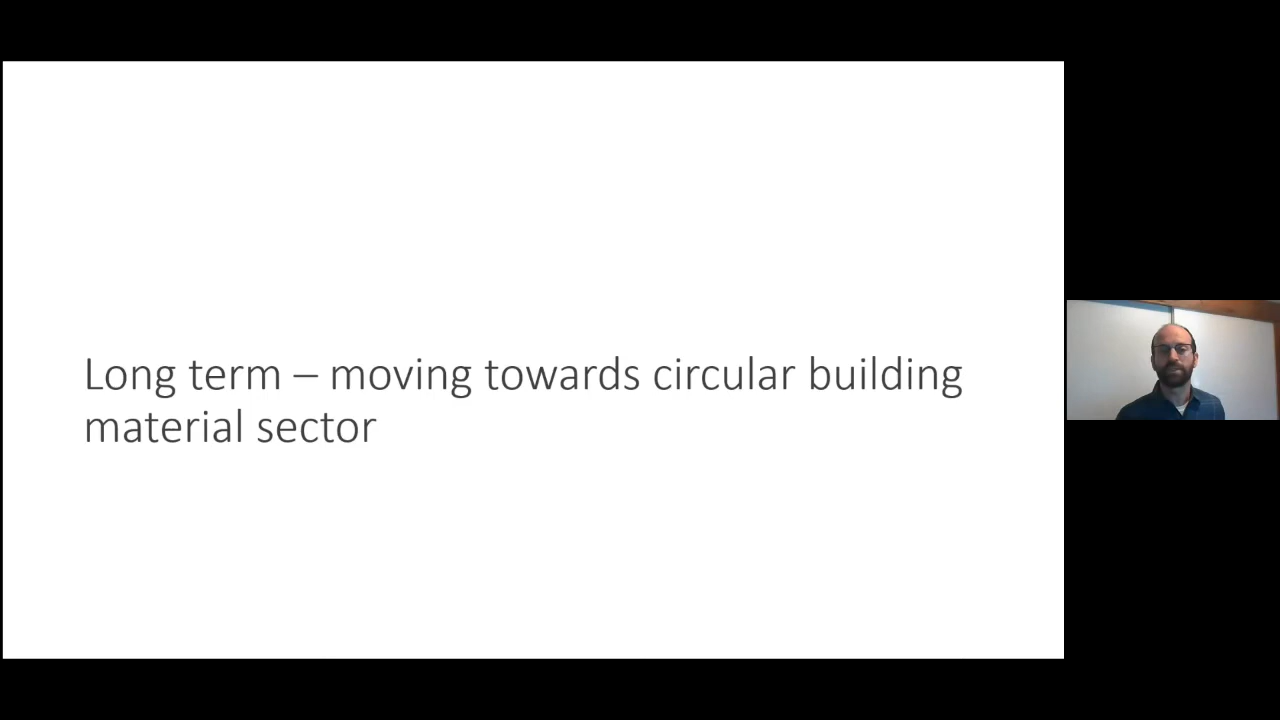 Long term – moving towards circular building
material sector